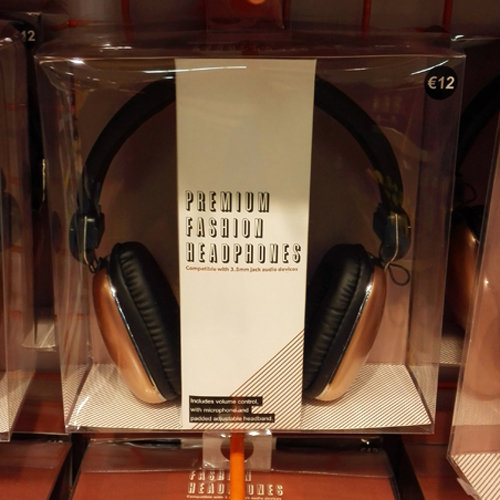 12
€12
PREMIUM
FASHION
HEADPHONES
Compatible with 3.5mm jack audio devices
Includes volume control,
with microphone and
padded adjustable headband.
FASHION
HEADPHONES